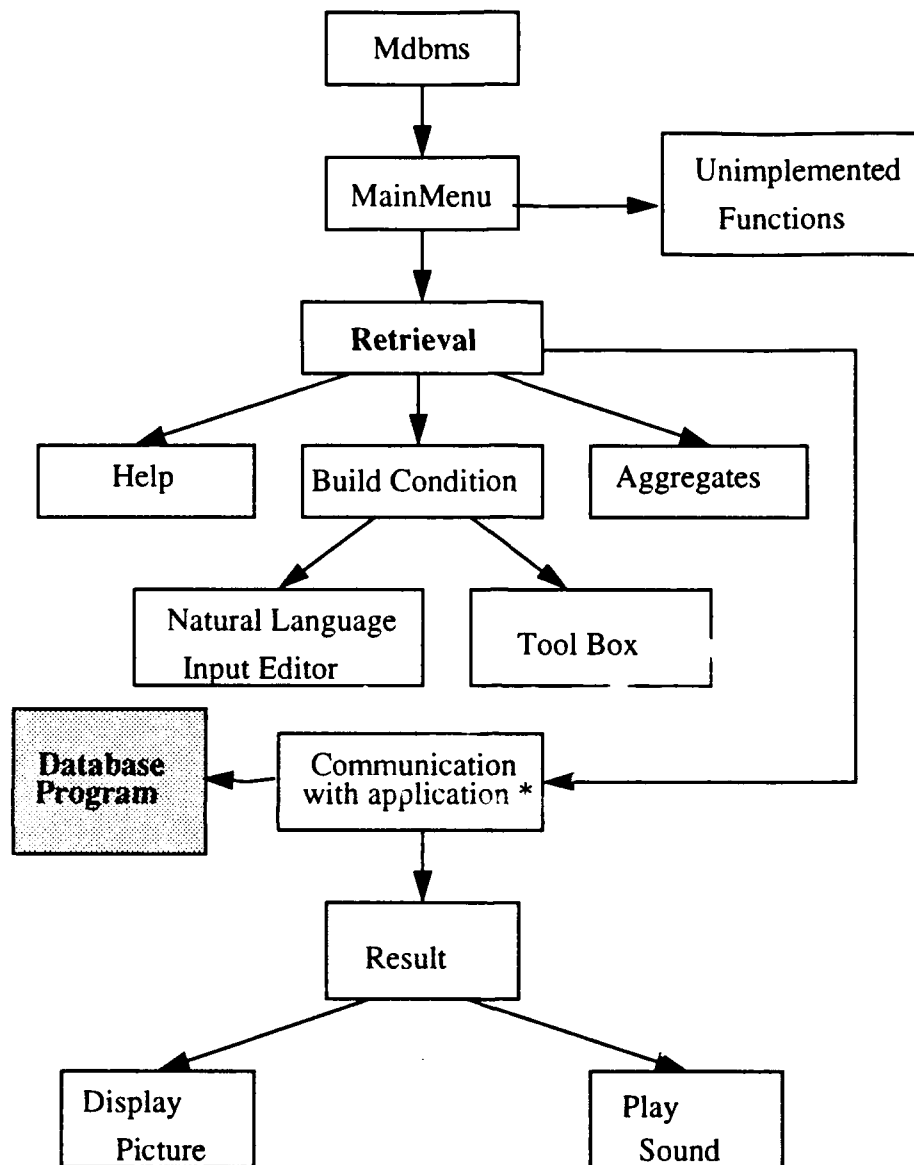 Mdbms
MainMenu
Unimplemented
Functions
Retrieval
Help
Build Condition
Aggregates
Natural Language
Input Editor
Tool Box
Database
Program
Communication
with application *
Result
Display
Picture
Play
Sound